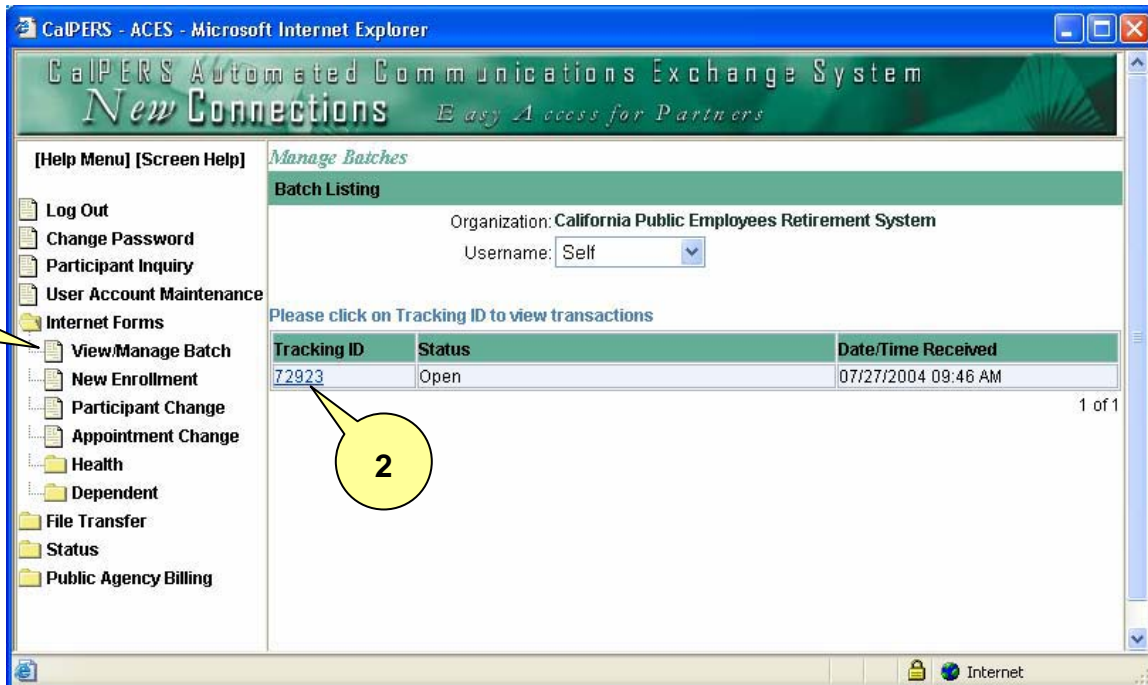 CalPERS - ACES - Microsoft Internet Explorer
CalPERS Automated Communications Exchange System
New Connections Easy Access for Partners
[Help Menu] [Screen Help]
Log Out
Change Password
Participant Inquiry
User Account Maintenance
Internet Forms
View/Manage Batch
New Enrollment
Participant Change
Appointment Change
Health
Dependent
File Transfer
Status
Public Agency Billing
Manage Batches
Batch Listing
Organization: California Public Employees Retirement System
Username: Self
Please click on Tracking ID to view transactions
Tracking ID Status Date/Time Received
72923 Open 07/27/2004 09:46 AM
1 of 1
2
Internet